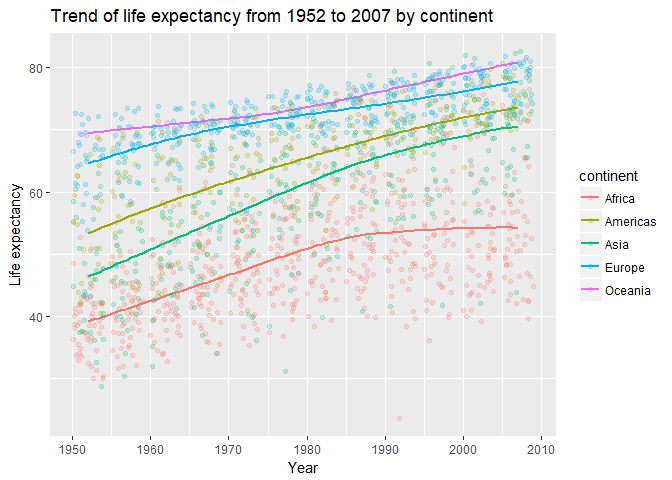 Trend of life expectancy from 1952 to 2007 by continent
80
60
40
Life expectancy
1950 1960 1970 1980 1990 2000 2010
Year
continent
Africa
Americas
Asia
Europe
Oceania